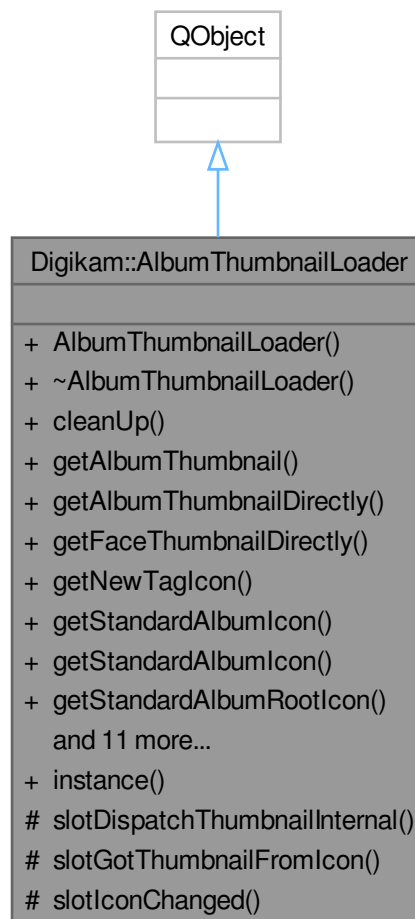 QObject
Digikam::AlbumThumbnailLoader
+ AlbumThumbnailLoader()
+ ~AlbumThumbnailLoader()
+ cleanUp()
+ getAlbumThumbnail()
+ getAlbumThumbnailDirectly()
+ getFaceThumbnailDirectly()
+ getNewTagIcon()
+ getStandardAlbumIcon()
+ getStandardAlbumIcon()
+ getStandardAlbumRootIcon()
and 11 more...
+ instance()
# slotDispatchThumbnailInternal()
# slotGotThumbnailFromIcon()
# slotIconChanged()